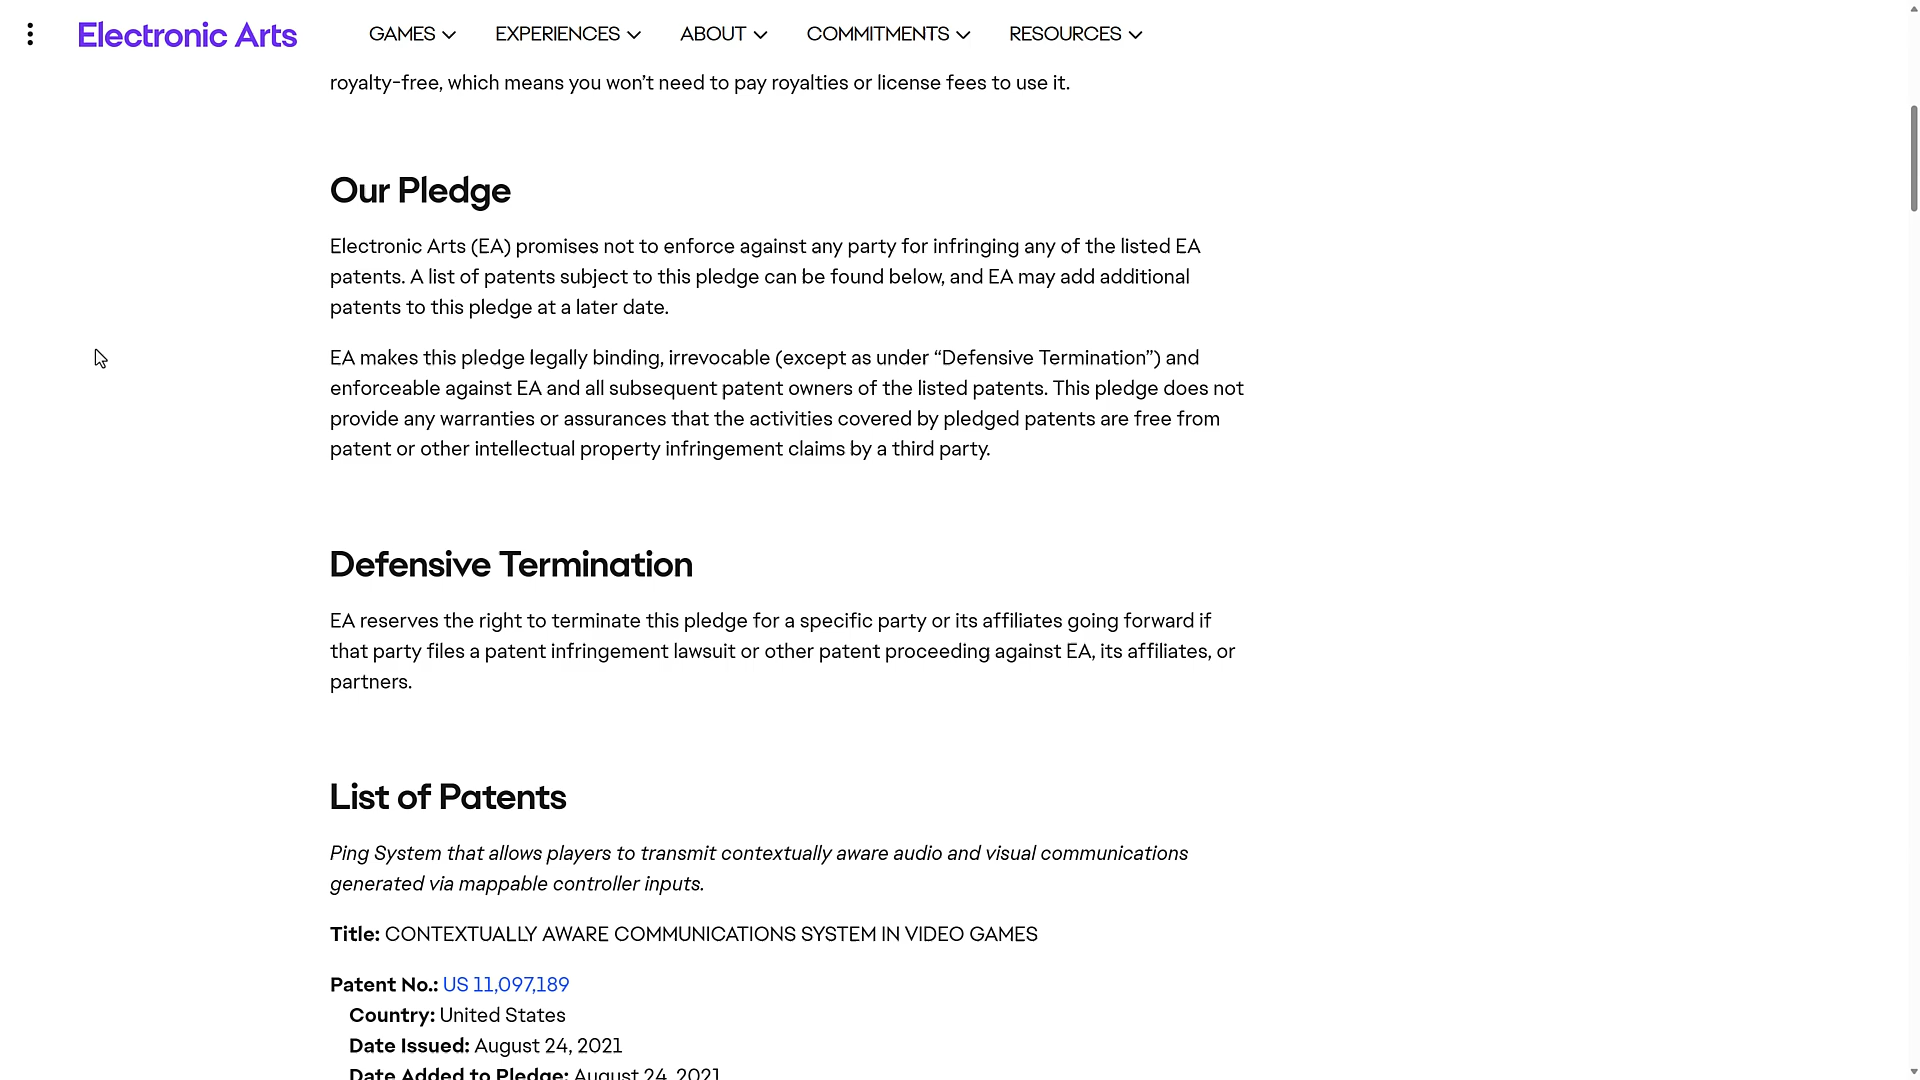 Electronic Arts
GAMES
EXPERIENCES
ABOUT
COMMITMENTS
RESOURCES
royalty-free, which means you won’t need to pay royalties or license fees to use it.
Our Pledge
Electronic Arts (EA) promises not to enforce against any party for infringing any of the listed EA
patents. A list of patents subject to this pledge can be found below, and EA may add additional
patents to this pledge at a later date.
EA makes this pledge legally binding, irrevocable (except as under “Defensive Termination”) and
enforceable against EA and all subsequent patent owners of the listed patents. This pledge does not
provide any warranties or assurances that the activities covered by pledged patents are free from
patent or other intellectual property infringement claims by a third party.
Defensive Termination
EA reserves the right to terminate this pledge for a specific party or its affiliates going forward if
that party files a patent infringement lawsuit or other patent proceeding against EA, its affiliates, or
partners.
List of Patents
Ping System that allows players to transmit contextually aware audio and visual communications
generated via mappable controller inputs.
Title: CONTEXTUALLY AWARE COMMUNICATIONS SYSTEM IN VIDEO GAMES
Patent No.: US 11,097,189
Country: United States
Date Issued: August 24, 2021
Date Added to Pledge: August 24, 2021